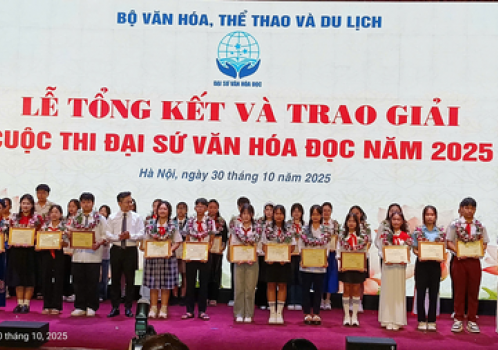 BỘ VĂN HÓA, THỂ THAO VÀ DU LỊCH
ĐẠI SỨ VĂN HÓA ĐỌC
LỄ TỔNG KẾT VÀ TRAO GIẢI
CUỘC THI ĐẠI SỨ VĂN HÓA ĐỌC NĂM 2025
Hà Nội, ngày 30 tháng 10 năm 2025
0 thg 10, 2025